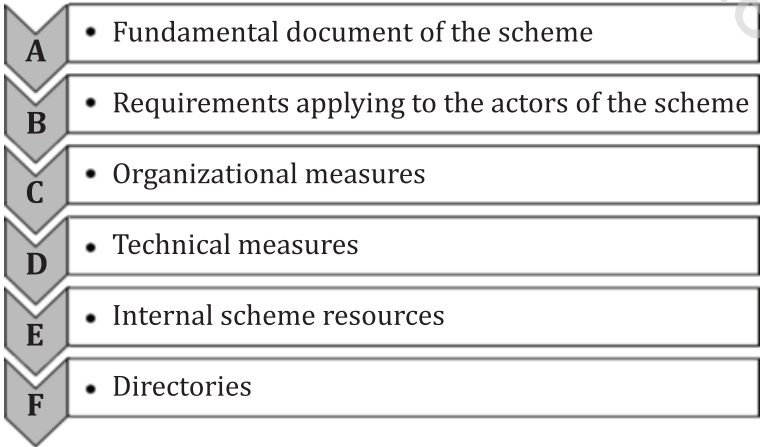 A • Fundamental document of the scheme
B • Requirements applying to the actors of the scheme
C • Organizational measures
D • Technical measures
E • Internal scheme resources
F • Directories